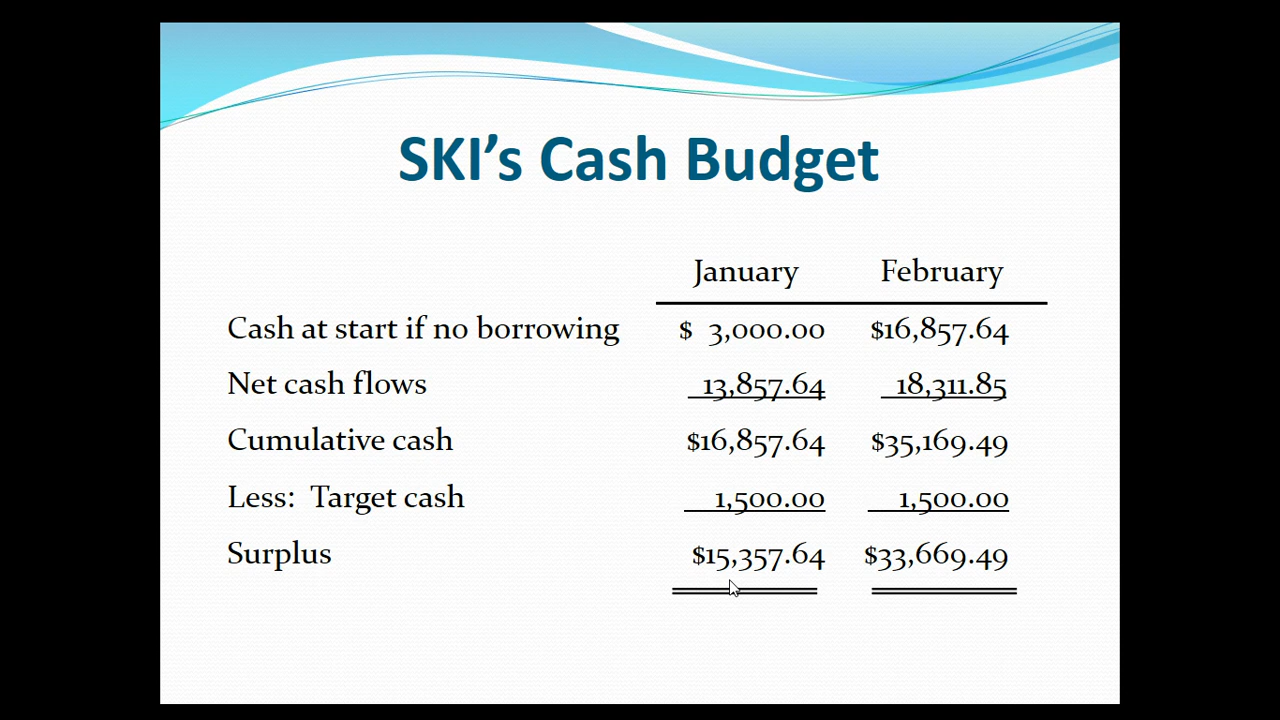 SKI’s Cash Budget
January February
Cash at start if no borrowing $ 3,000.00 $16,857.64
Net cash flows 13,857.64 18,311.85
Cumulative cash $16,857.64 $35,169.49
Less: Target cash 1,500.00 1,500.00
Surplus $15,357.64 $33,669.49